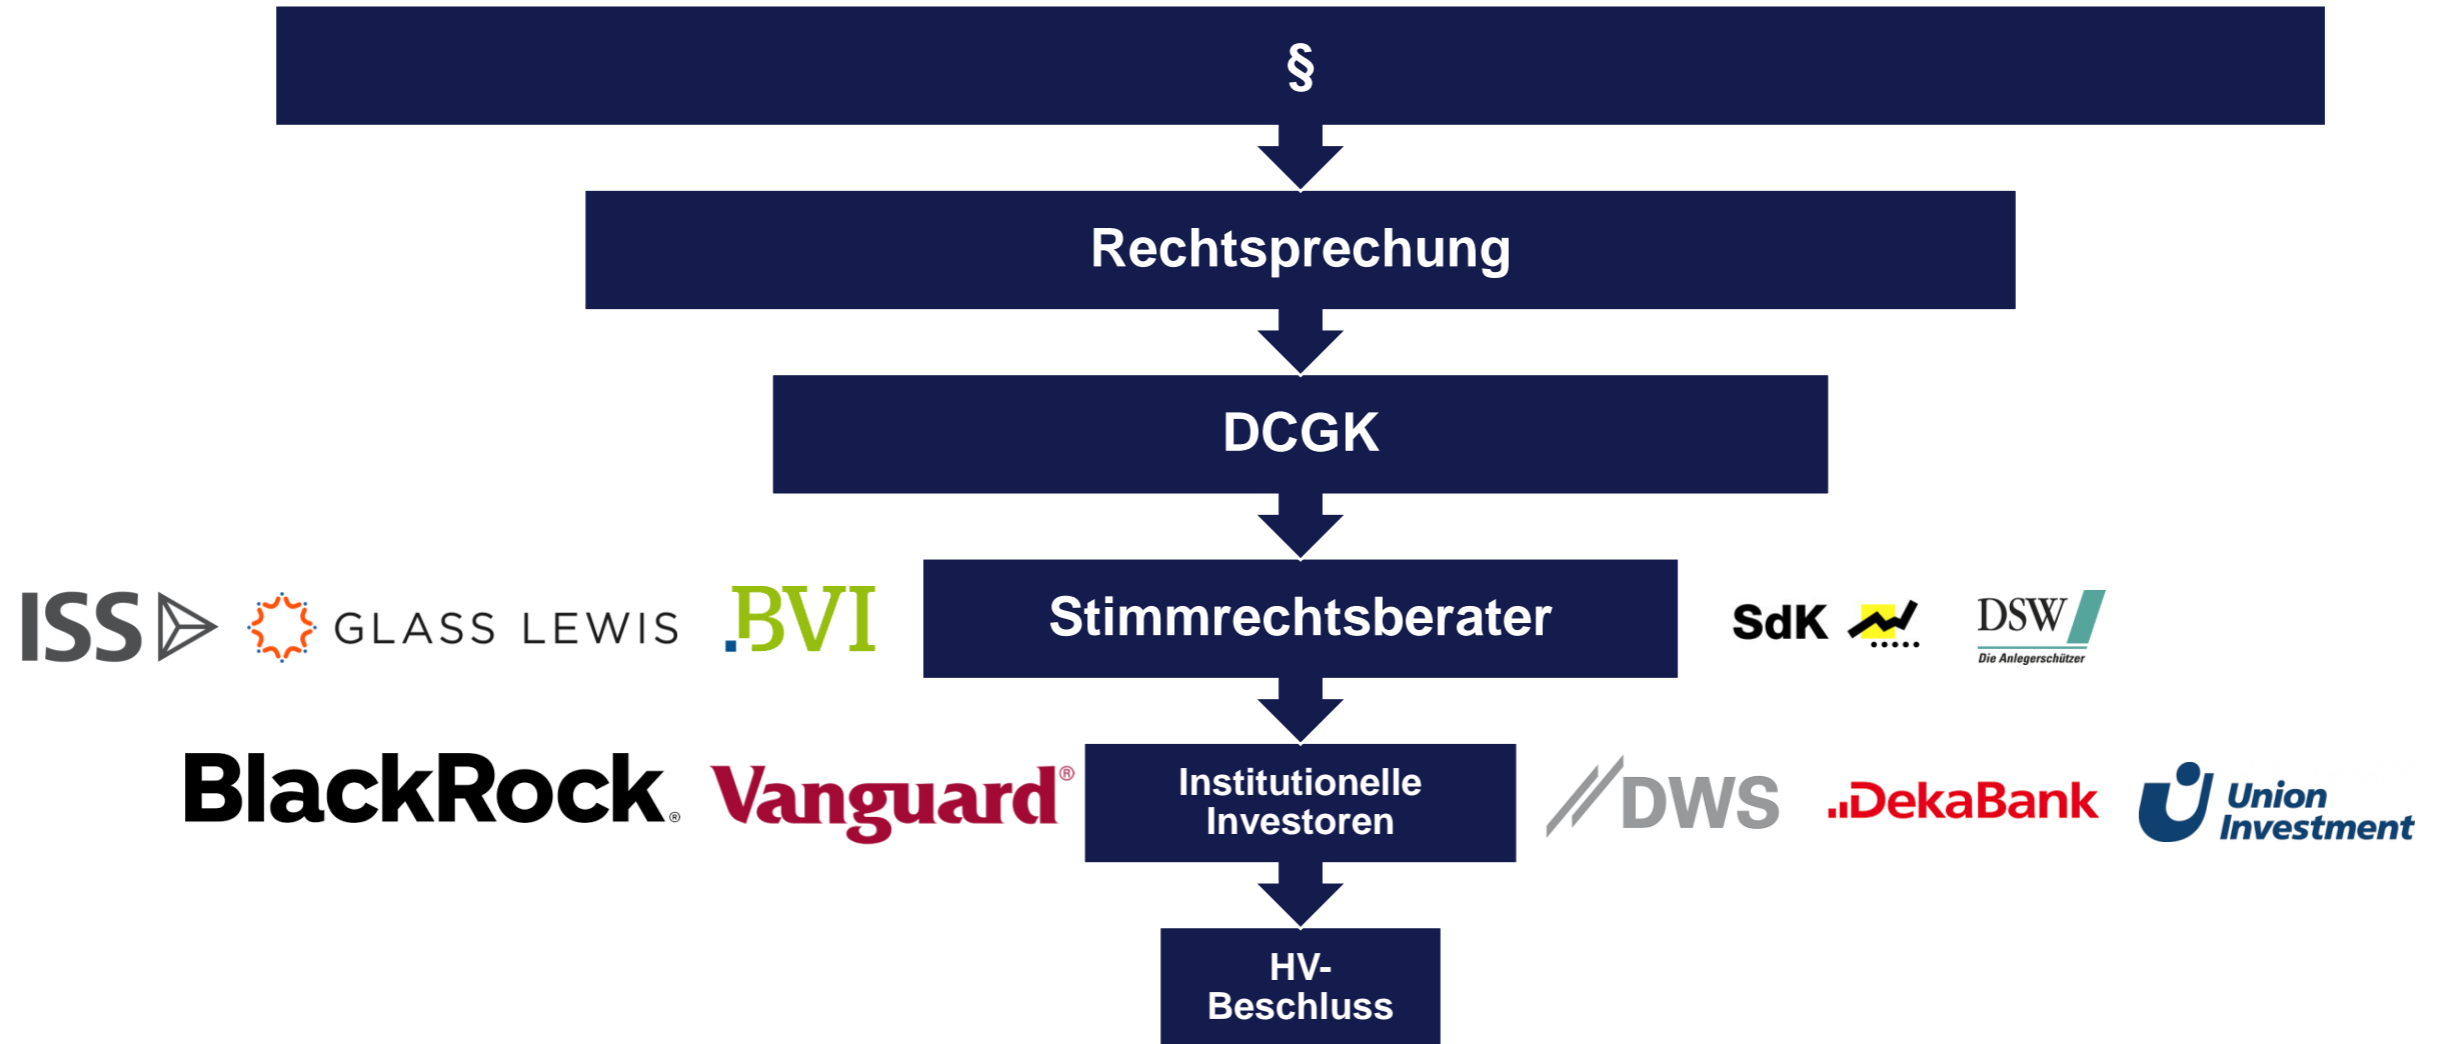 §
Rechtsprechung
DCGK
ISS
GLASS LEWIS
.BVI
Stimmrechtsberater
SdK
DSW
Die Anlegerschützer
BlackRock®
Vanguard®
Institutionelle
Investoren
DWS
DekaBank
Union
Investment
HV-
Beschluss